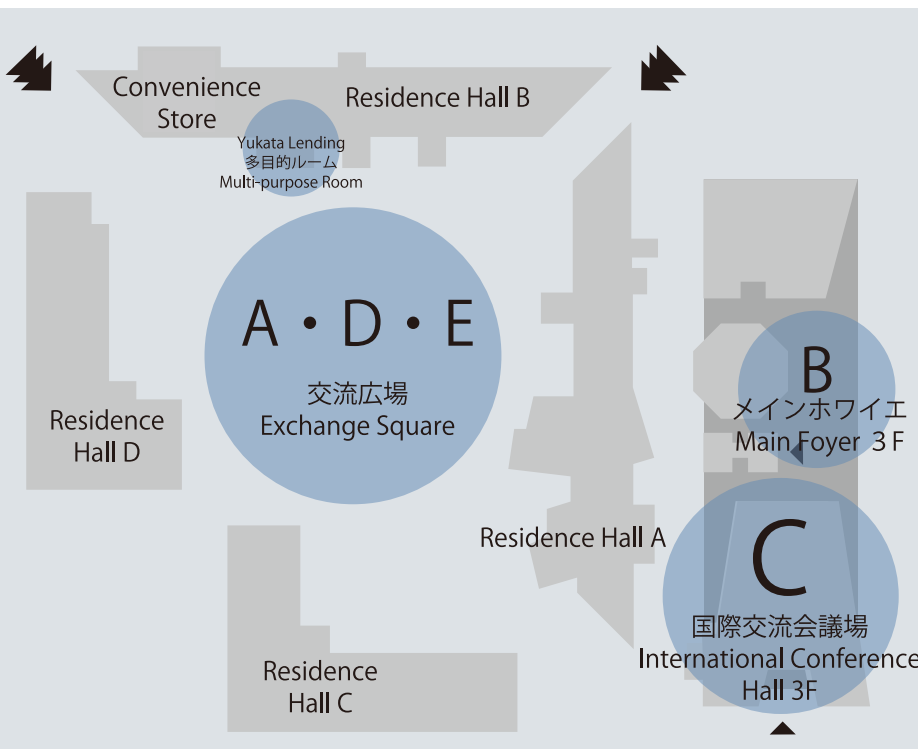 Convenience
Store
Residence Hall B
Yukata Lending
多目的ルーム
Multi-purpose Room
A・D・E
交流広場
Exchange Square
B
メインホワイエ
Main Foyer 3F
Residence
Hall D
C
国際交流会議場
International Conference
Hall 3F
Residence Hall A
Residence
Hall C